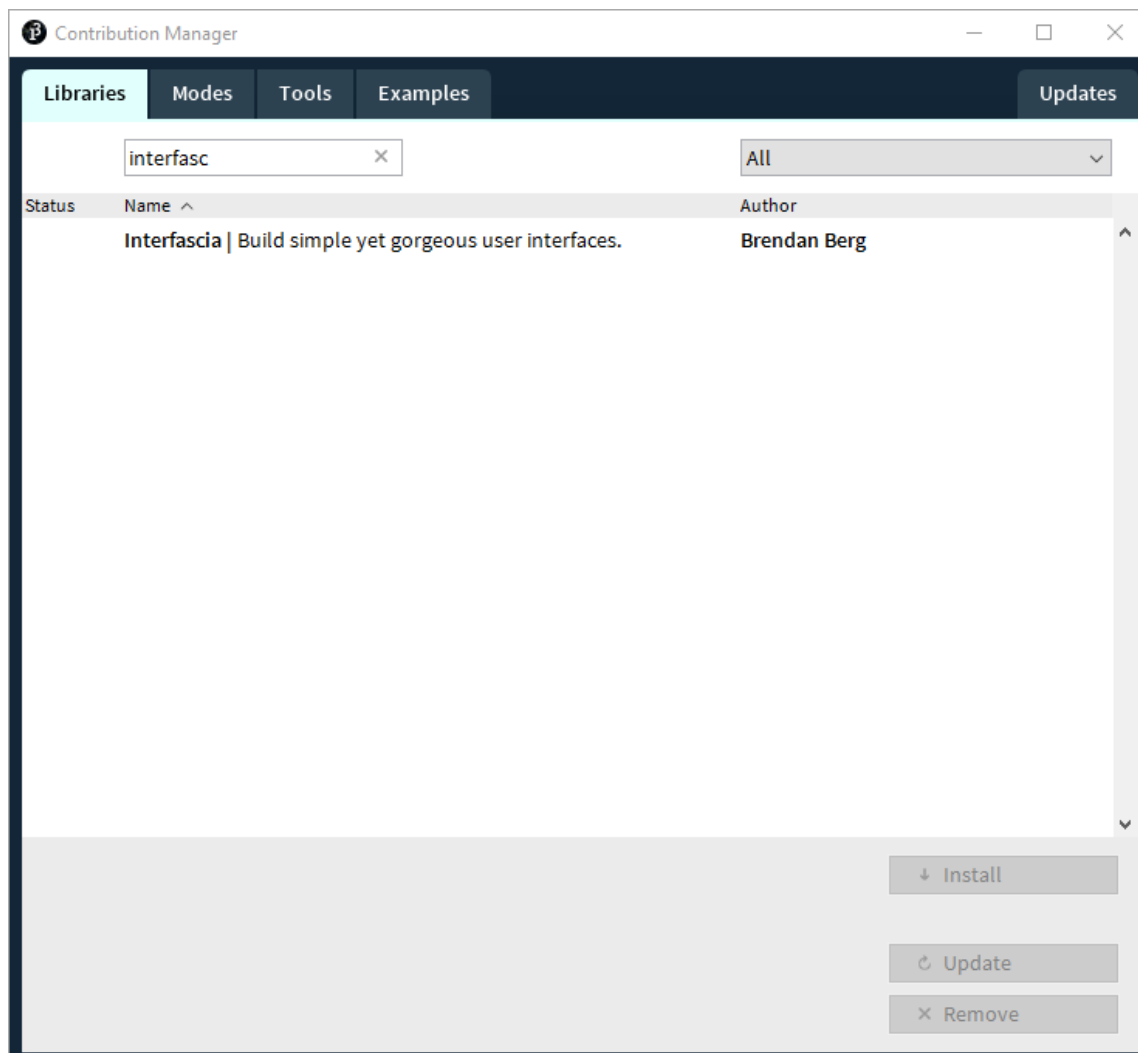 Contribution Manager
Libraries Modes Tools Examples Updates
interfasc All
Status Name Author
Interfascia | Build simple yet gorgeous user interfaces. Brendan Berg
Install
Update
Remove